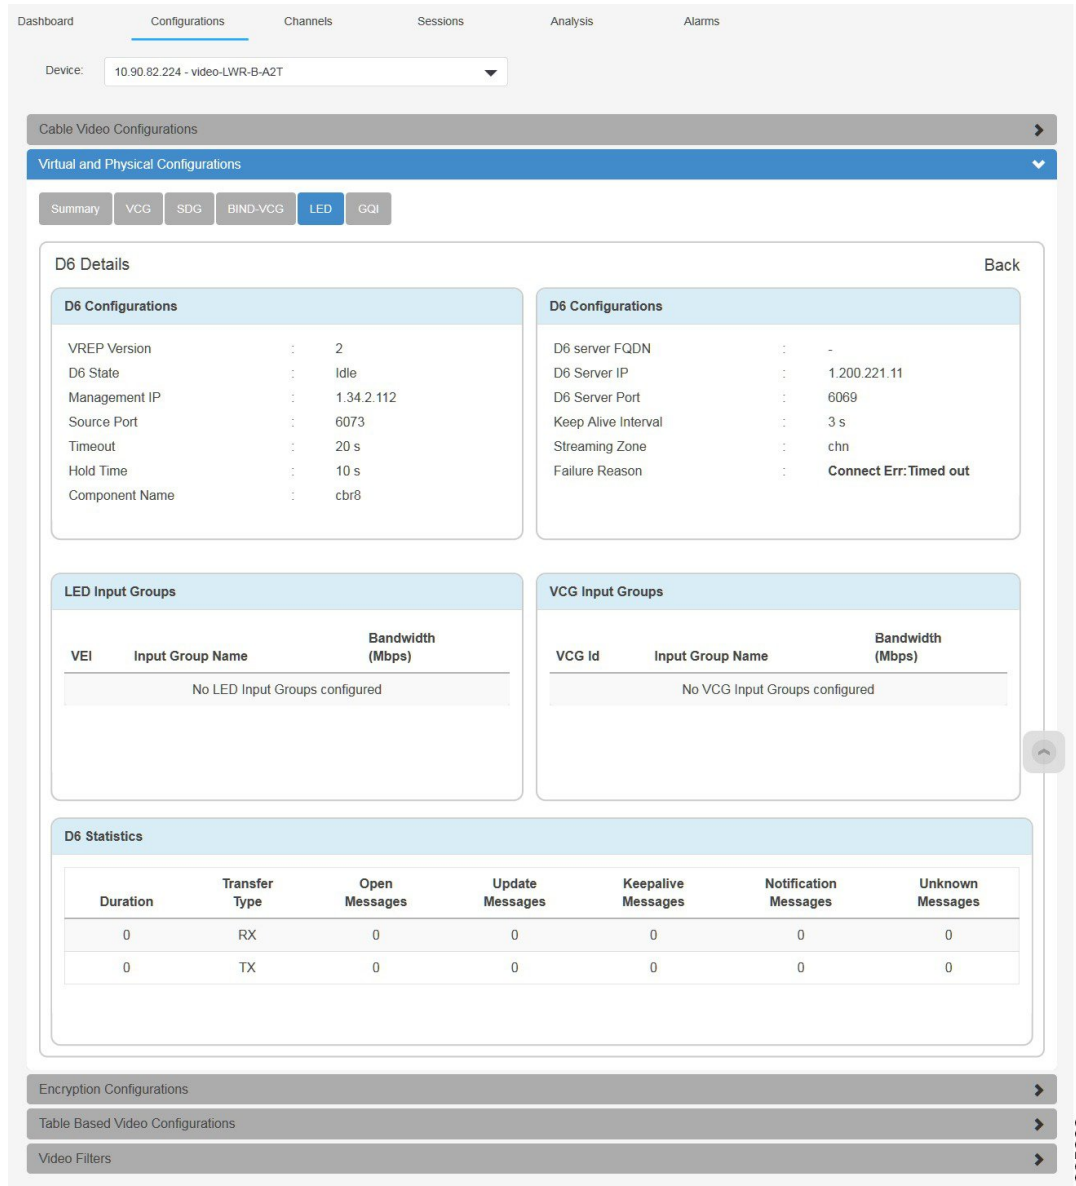 Dashboard Configurations Channels Sessions Analysis Alarms
Device: 10.90.82.224 - video-LWR-B-A2T
Cable Video Configurations
Virtual and Physical Configurations
Summary VCG SDG BIND-VCG LED GQI
D6 Details Back
D6 Configurations
VREP Version : 2
D6 State : Idle
Management IP : 1.34.2.112
Source Port : 6073
Timeout : 20 s
Hold Time : 10 s
Component Name : cbr8
D6 Configurations
D6 server FQDN : -
D6 Server IP : 1.200.221.11
D6 Server Port : 6069
Keep Alive Interval : 3 s
Streaming Zone : chn
Failure Reason : Connect Err:Timed out
LED Input Groups
VEI Input Group Name Bandwidth (Mbps)
No LED Input Groups configured
VCG Input Groups
VCG Id Input Group Name Bandwidth (Mbps)
No VCG Input Groups configured
D6 Statistics
Duration Transfer Type Open Messages Update Messages Keepalive Messages Notification Messages Unknown Messages
0 RX 0 0 0 0 0
0 TX 0 0 0 0 0
Encryption Configurations
Table Based Video Configurations
Video Filters